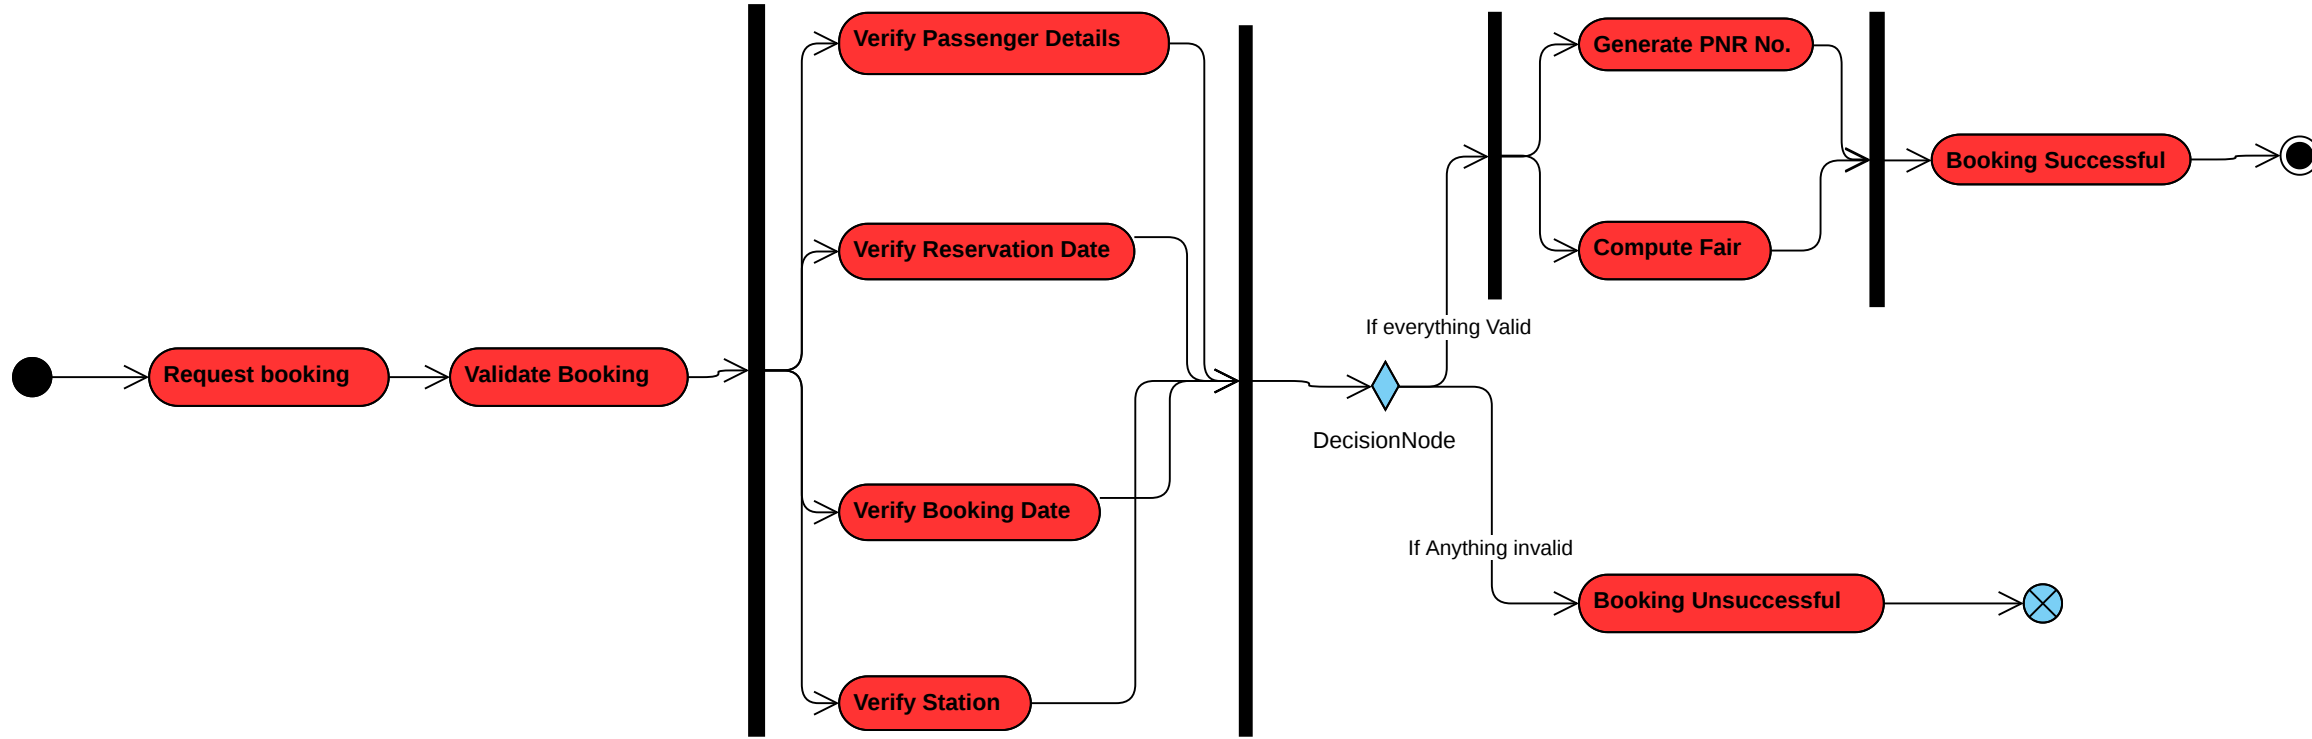 Request booking
Validate Booking
Verify Passenger Details
Verify Reservation Date
Verify Booking Date
Verify Station
DecisionNode
If everything Valid
If Anything invalid
Generate PNR No.
Compute Fair
Booking Successful
Booking Unsuccessful